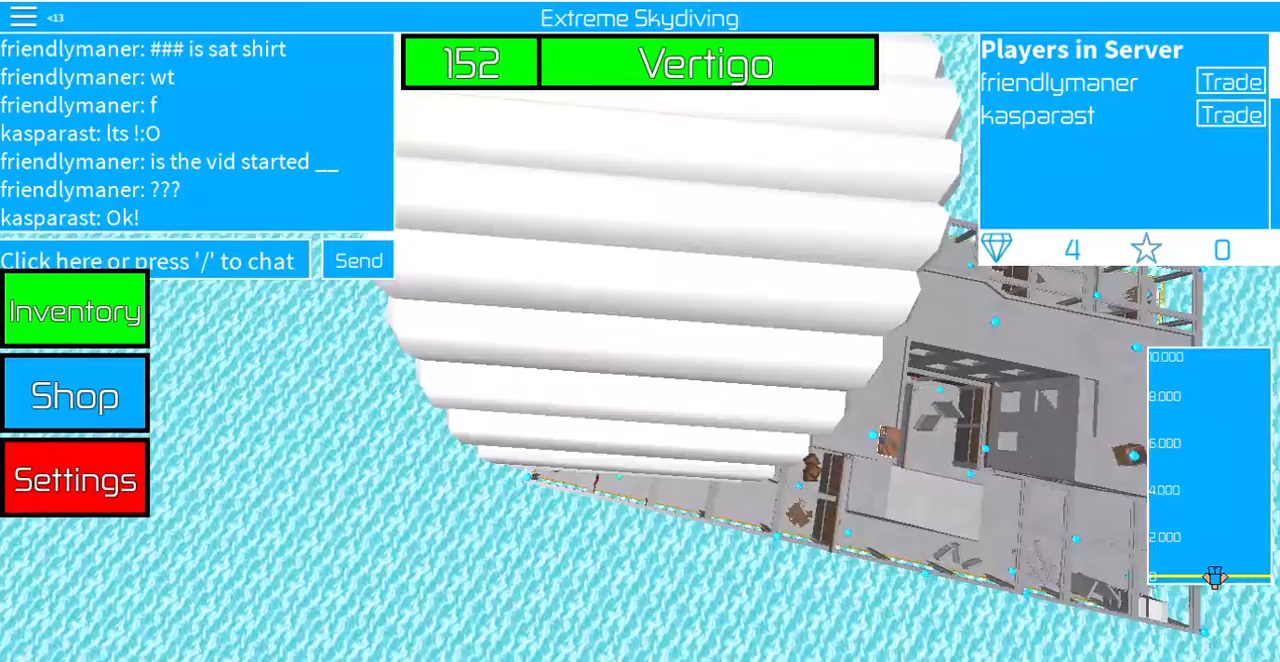 <13
Extreme Skydiving
friendlymaner: ### is sat shirt
friendlymaner: wt
friendlymaner: f
kasparast: lts !:O
friendlymaner: is the vid started __
friendlymaner: ???
kasparast: Ok!
Click here or press '/' to chat
Send
152
Vertigo
Players in Server
friendlymaner Trade
kasparast Trade
4 0
Inventory
Shop
Settings
10.000
8.000
6.000
4.000
2.000
0